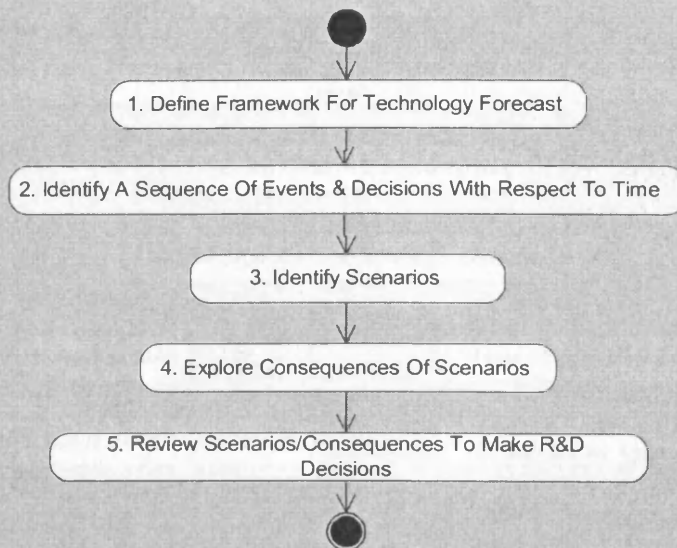 1. Define Framework For Technology Forecast
2. Identify A Sequence Of Events & Decisions With Respect To Time
3. Identify Scenarios
4. Explore Consequences Of Scenarios
5. Review Scenarios/Consequences To Make R&D
Decisions